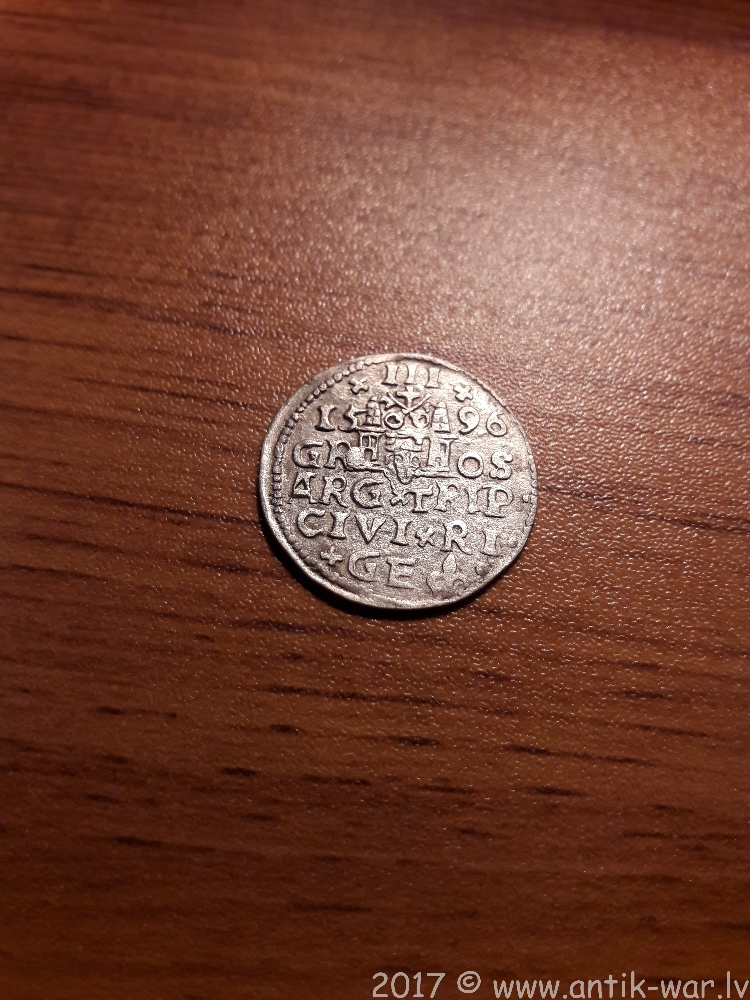 III
15 96
GR OS
ARG TRIP
CIVI RI
GE
2017 © www.antik-war.lv